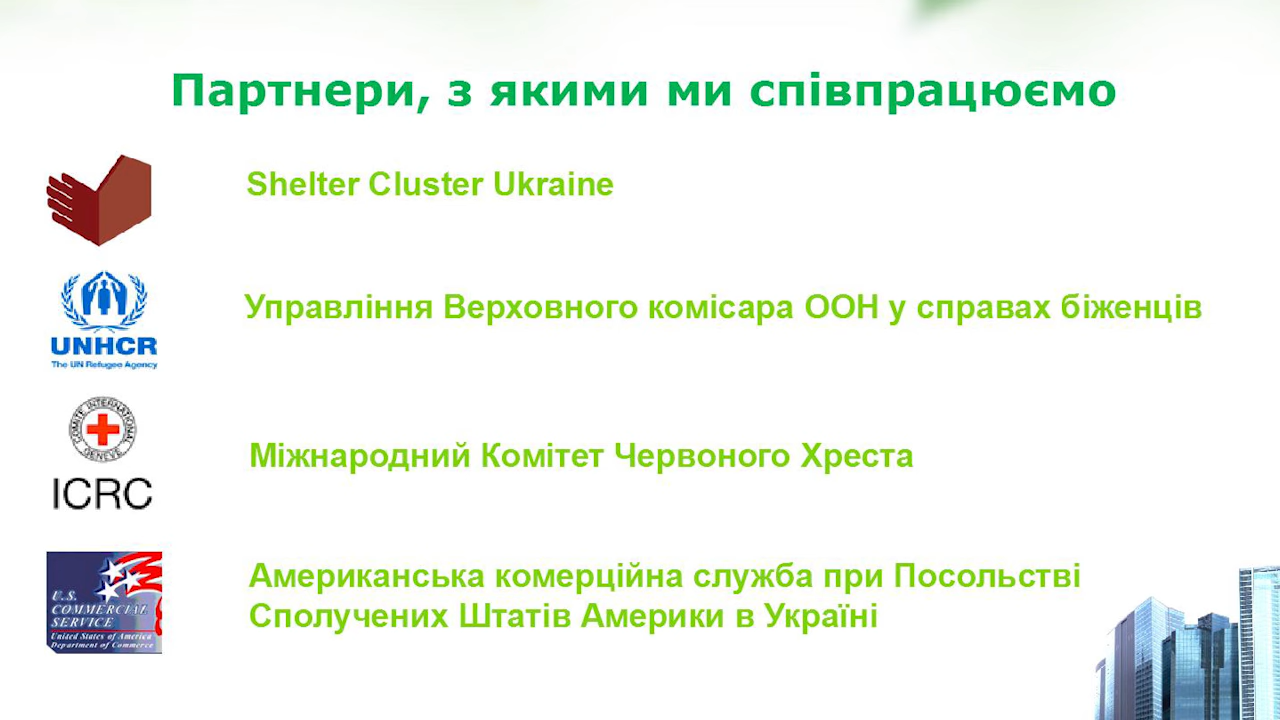 Партнери, з якими ми співпрацюємо
Shelter Cluster Ukraine
UNHCR
The UN Refugee Agency
Управління Верховного комісара ООН у справах біженців
COMITE INTERNATIONAL
GENEVE
ICRC
Міжнародний Комітет Червоного Хреста
U.S.
COMMERCIAL
SERVICE
United States of America
Department of Commerce
Американська комерційна служба при Посольстві
Сполучених Штатів Америки в Україні